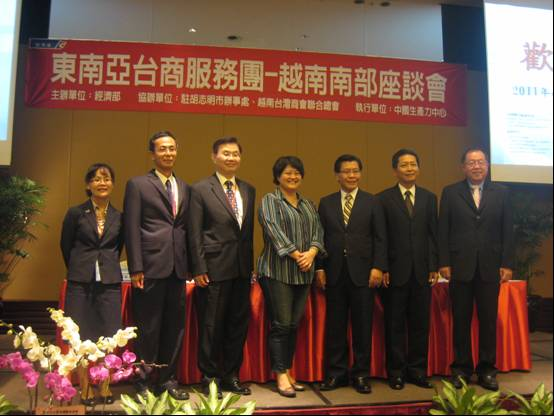 東南亞台商服務團-越南南部座談會
主辦單位：經濟部　協辦單位：駐胡志明市辦事處、越南台灣商會聯合總會　執行單位：中國生產力中心
歡
2011年